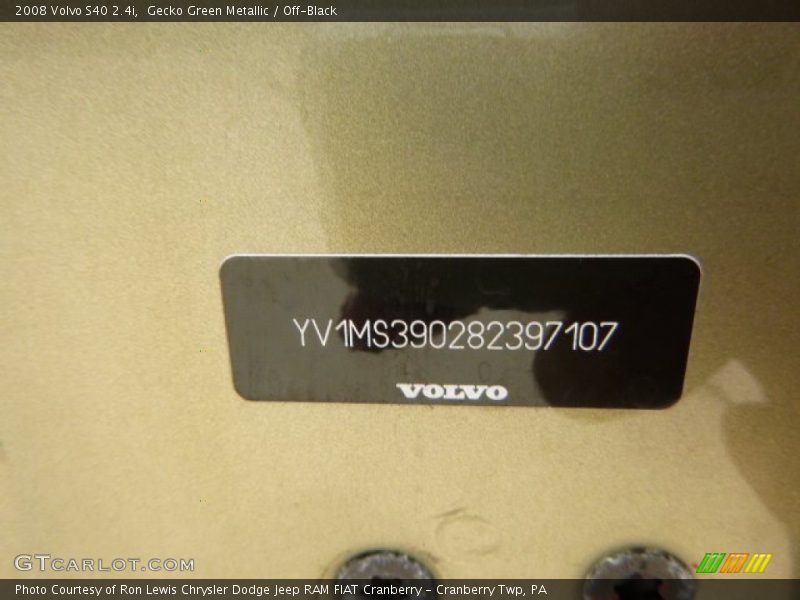 2008 Volvo S40 2.4i,  Gecko Green Metallic / Off-Black
YV1MS390282397107
VOLVO
GTCARLOT.COM
Photo Courtesy of Ron Lewis Chrysler Dodge Jeep RAM FIAT Cranberry - Cranberry Twp, PA